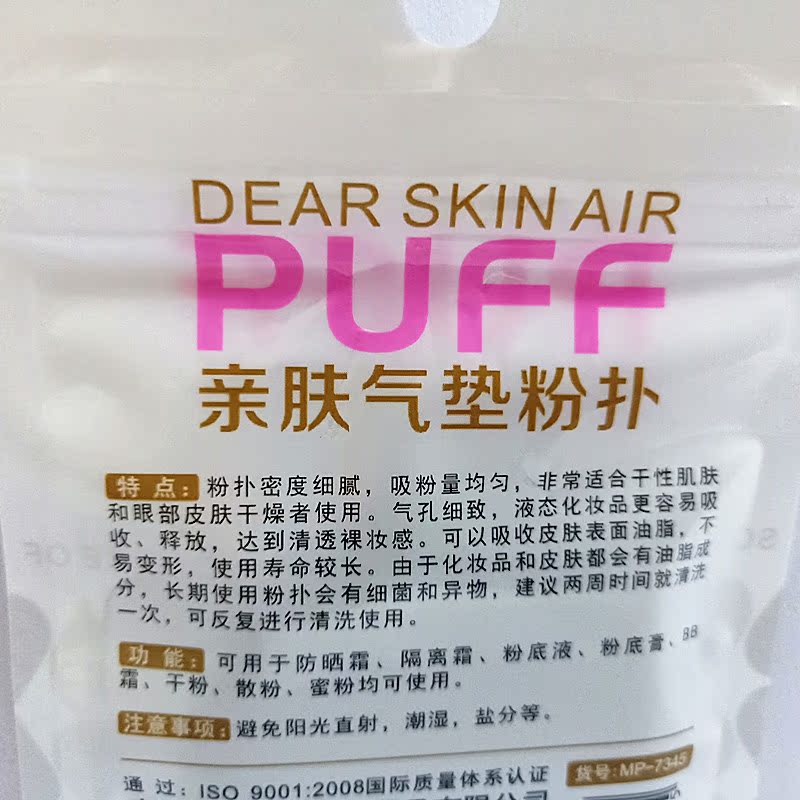 DEAR SKIN AIR
PUFF
亲肤气垫粉扑
特 点: 粉扑密度细腻，吸粉量均匀，非常适合干性肌肤
和眼部皮肤干燥者使用。气孔细致，液态化妆品更容易吸
收、释放，达到清透裸妆感。可以吸收皮肤表面油脂，不
易变形，使用寿命较长。由于化妆品和皮肤都会有油脂成
分，长期使用粉扑会有细菌和异物，建议两周时间就清洗
一次，可反复进行清洗使用。
功 能: 可用于防晒霜、隔离霜、粉底液、粉底膏、BB
霜、干粉、散粉、蜜粉均可使用。
注意事项: 避免阳光直射，潮湿，盐分等。
通 过: ISO 9001:2008国际质量体系认证
货号:MP-7345